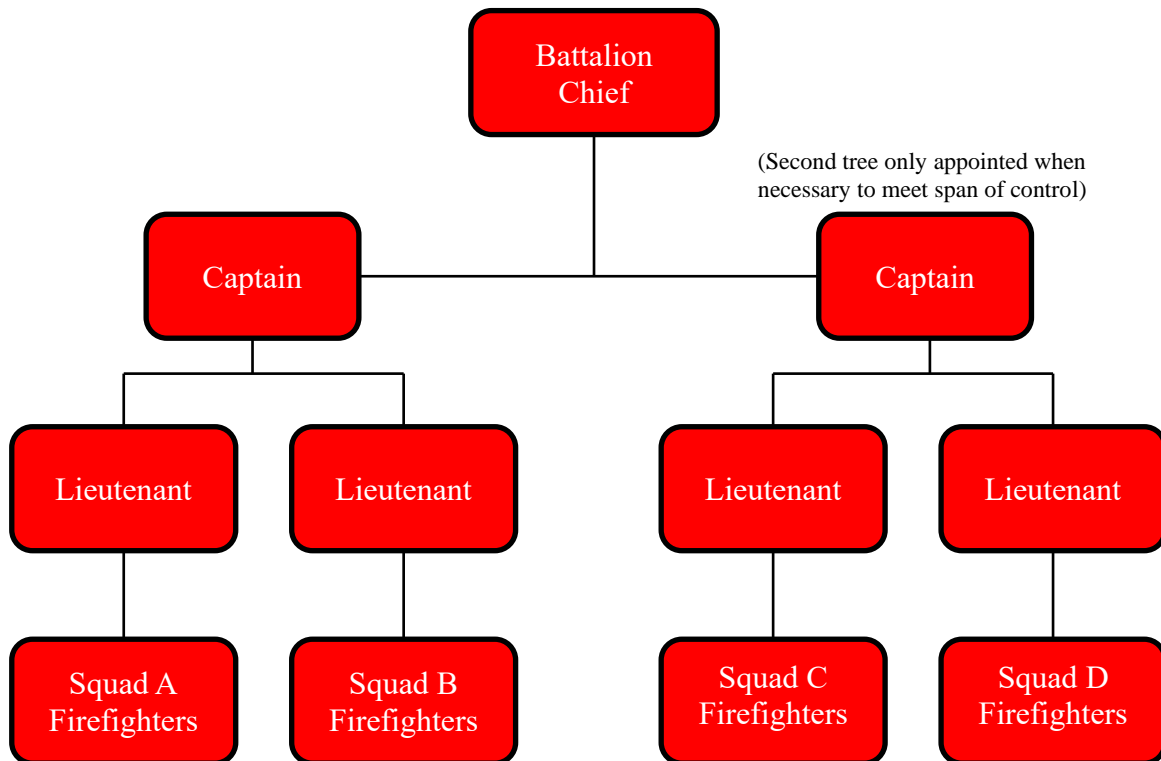 Battalion
Chief
(Second tree only appointed when
necessary to meet span of control)
Captain
Captain
Lieutenant
Lieutenant
Lieutenant
Lieutenant
Squad A
Firefighters
Squad B
Firefighters
Squad C
Firefighters
Squad D
Firefighters